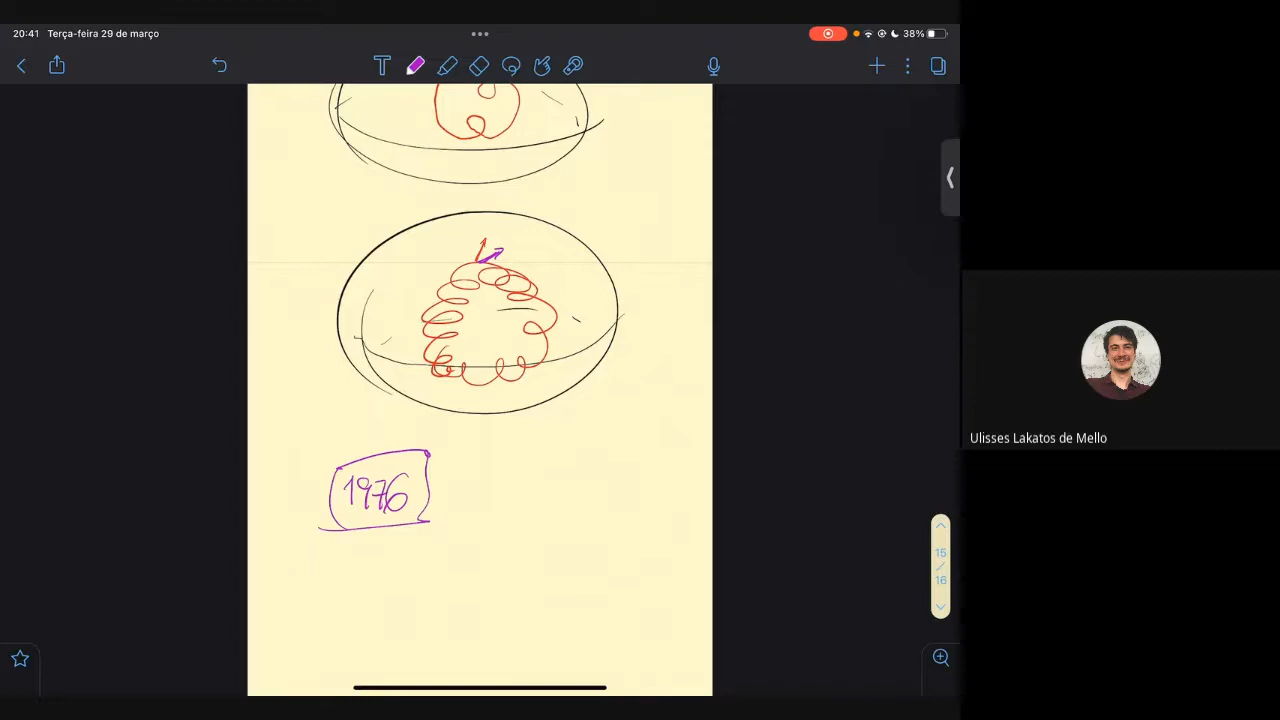 20:41 Terça-feira 29 de março
38%
T
1976
15
16
Ulisses Lakatos de Mello